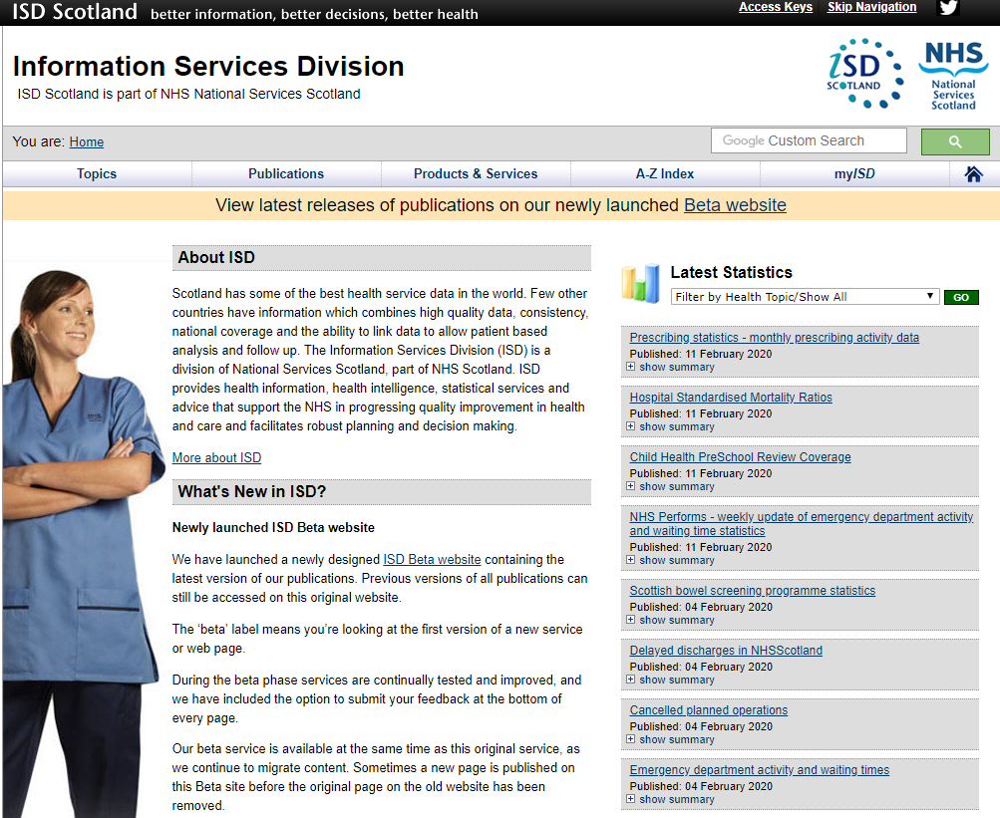 ISD Scotland better information, better decisions, better health
Access Keys Skip Navigation
Information Services Division
ISD Scotland is part of NHS National Services Scotland
iSD
SCOTLAND
NHS
National
Services
Scotland
You are: Home
Google Custom Search
Topics Publications Products & Services A-Z Index myISD
View latest releases of publications on our newly launched Beta website
About ISD
Scotland has some of the best health service data in the world. Few other
countries have information which combines high quality data, consistency,
national coverage and the ability to link data to allow patient based
analysis and follow up. The Information Services Division (ISD) is a
division of National Services Scotland, part of NHS Scotland. ISD
provides health information, health intelligence, statistical services and
advice that support the NHS in progressing quality improvement in health
and care and facilitates robust planning and decision making.
More about ISD
What's New in ISD?
Newly launched ISD Beta website
We have launched a newly designed ISD Beta website containing the
latest version of our publications. Previous versions of all publications can
still be accessed on this original website.
The ‘beta’ label means you’re looking at the first version of a new service
or web page.
During the beta phase services are continually tested and improved, and
we have included the option to submit your feedback at the bottom of
every page.
Our beta service is available at the same time as this original service, as
we continue to migrate content. Sometimes a new page is published on
this Beta site before the original page on the old website has been
removed.
NHS
Latest Statistics
Filter by Health Topic/Show All GO
Prescribing statistics - monthly prescribing activity data
Published: 11 February 2020
show summary
Hospital Standardised Mortality Ratios
Published: 11 February 2020
show summary
Child Health PreSchool Review Coverage
Published: 11 February 2020
show summary
NHS Performs - weekly update of emergency department activity
and waiting time statistics
Published: 11 February 2020
show summary
Scottish bowel screening programme statistics
Published: 04 February 2020
show summary
Delayed discharges in NHSScotland
Published: 04 February 2020
show summary
Cancelled planned operations
Published: 04 February 2020
show summary
Emergency department activity and waiting times
Published: 04 February 2020
show summary